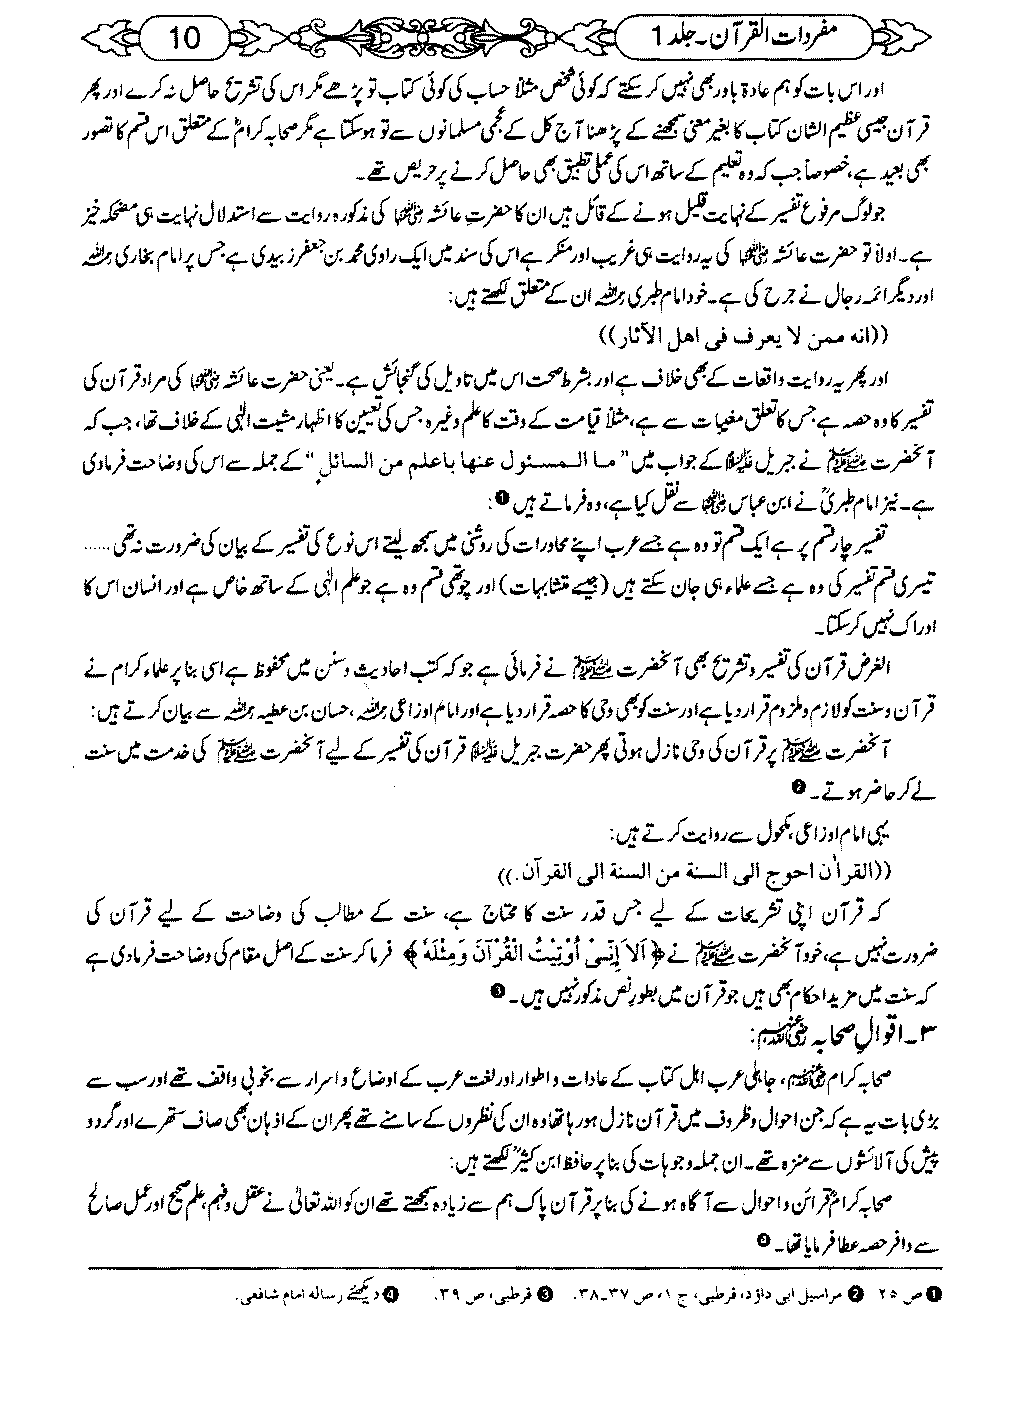 مفردات القرآن۔ جلد 1
10
اور اس بات کو ہم عادۃ باور بھی نہیں کر سکتے کہ کوئی شخص مثلاً حساب کی کوئی کتاب تو پڑھے مگر اس کی تشریح حاصل نہ کرے اور پھر
قرآن جیسی عظیم الشان کتاب کا بغیر معنی سمجھنے کے پڑھنا آج کل کے عجمی مسلمانوں سے تو ہو سکتا ہے مگر صحابہ کرامؓ کے متعلق اس قسم کا تصور
بھی بعید ہے، خصوصاً جب کہ وہ تعلیم کے ساتھ اس کی عملی تطبیق بھی حاصل کرنے پر حریص تھے۔
جو لوگ مرفوع تفسیر کے نہایت قلیل ہونے کے قائل ہیں ان کا حضرت عائشہ رضی اللہ عنہا کی مذکورہ روایت سے استدلال نہایت ہی مضحکہ خیز
ہے۔ اولاً تو حضرت عائشہ رضی اللہ عنہا کی یہ روایت ہی غریب اور منکر ہے اس کی سند میں ایک راوی محمد بن جعفر زبیدی ہے جس پر امام بخاری رحمہ اللہ
اور دیگر ائمہ رجال نے جرح کی ہے۔ خود امام طبری رحمہ اللہ ان کے متعلق لکھتے ہیں:
((انه ممن لا يعرف فى اهل الآثار))
اور پھر یہ روایت واقعات کے بھی خلاف ہے اور بشرط صحت اس میں تاویل کی گنجائش ہے۔ یعنی حضرت عائشہ رضی اللہ عنہا کی مراد قرآن کی
تفسیر کا وہ حصہ ہے جس کا تعلق مغیبات سے ہے، مثلاً قیامت کے وقت کا علم وغیرہ جس کی تعیین کا اظہار مشیت الٰہی کے خلاف تھا، جب کہ
آنحضرت ﷺ نے جبریل علیہ السلام کے جواب میں ”ما المسئول عنها باعلم من السائل“ کے جملہ سے اس کی وضاحت فرما دی
ہے۔ نیز امام طبریؒ نے ابن عباس رضی اللہ عنہما سے نقل کیا ہے، وہ فرماتے ہیں❶:
تفسیر چار قسم پر ہے ایک قسم تو وہ ہے جسے عرب اپنے محاورات کی روشنی میں سمجھ لیتے اس نوع کی تفسیر کے بیان کی ضرورت نہ تھی ......
تیسری قسم تفسیر کی وہ ہے جسے علماء ہی جان سکتے ہیں (جیسے متشابہات) اور چوتھی قسم وہ ہے جو علم الٰہی کے ساتھ خاص ہے اور انسان اس کا
ادراک نہیں کر سکتا۔
الغرض قرآن کی تفسیر و تشریح بھی آنحضرت ﷺ نے فرمائی ہے جو کہ کتب احادیث و سنن میں محفوظ ہے اسی بنا پر علماء کرام نے
قرآن و سنت کو لازم و ملزوم قرار دیا ہے اور سنت کو بھی وحی کا حصہ قرار دیا ہے اور امام اوزاعی رحمہ اللہ، حسان بن عطیہ رحمہ اللہ سے بیان کرتے ہیں:
آنحضرت ﷺ پر قرآن کی وحی نازل ہوتی پھر حضرت جبریل علیہ السلام قرآن کی تفسیر کے لیے آنحضرت ﷺ کی خدمت میں سنت
لے کر حاضر ہوتے۔❷
یہی امام اوزاعی مکحول سے روایت کرتے ہیں:
((القراٰن احوج الى السنة من السنة الى القرآن.))
کہ قرآن اپنی تشریحات کے لیے جس قدر سنت کا محتاج ہے، سنت کے مطالب کی وضاحت کے لیے قرآن کی
ضرورت نہیں ہے، خود آنحضرت ﷺ نے ﴿اَلَا اِنِّىْ اُوْتِيْتُ الْقُرْآنَ وَمِثْلَهٗ﴾ فرما کر سنت کے اصل مقام کی وضاحت فرما دی ہے
کہ سنت میں مزید احکام بھی ہیں جو قرآن میں بطور نص مذکور نہیں ہیں۔❸
۳۔ اقوالِ صحابہ رضی اللہ عنہم:
صحابہ کرام رضی اللہ عنہم، جاہلی عرب اہل کتاب کے عادات و اطوار اور لغت عرب کے اوضاع و اسرار سے بخوبی واقف تھے اور سب سے
بڑی بات یہ ہے کہ جن احوال و ظروف میں قرآن نازل ہو رہا تھا وہ ان کی نظروں کے سامنے تھے پھر ان کے اذہان بھی صاف ستھرے اور گرد و
پیش کی آلائشوں سے منزہ تھے۔ ان جملہ وجوہات کی بنا پر حافظ ابن کثیرؒ لکھتے ہیں:
صحابہ کرامؓ قرائن و احوال سے آگاہ ہونے کی بنا پر قرآن پاک ہم سے زیادہ سمجھتے تھے ان کو اللہ تعالیٰ نے عقل و فہم، علم صحیح اور عمل صالح
سے وافر حصہ عطا فرمایا تھا۔❹
❶ ص ۲۵ ❷ مراسیل ابی داؤد، قرطبی، ج ۱، ص ۳۷-۳۸. ❸ قرطبی، ص ۳۹. ❹ دیکھئے رسالہ امام شافعی.